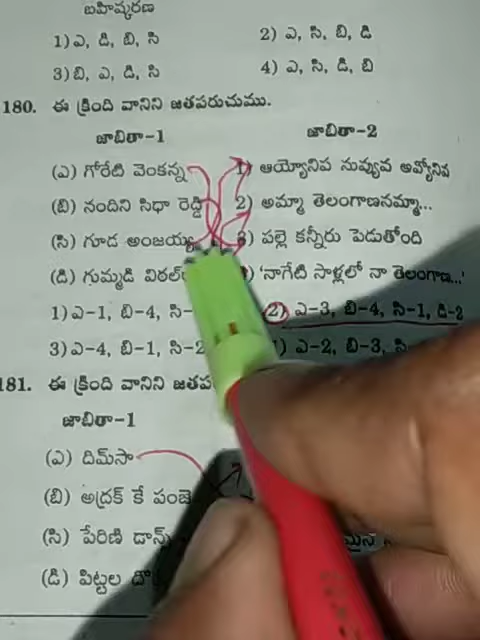 బహిష్కరణ
1) ఎ, డి, బి, సి 2) ఎ, సి, బి, డి
3) బి, ఎ, డి, సి 4) ఎ, సి, డి, బి
180. ఈ క్రింది వానిని జతపరుచుము.
జాబితా-1 జాబితా-2
(ఎ) గోరేటి వెంకన్న 1) ఆయ్యోనివ నువ్వువ అవ్యోనివ
(బి) నందిని సిధా రెడ్డి 2) అమ్మా తెలంగాణనమ్మా...
(సి) గూడ అంజయ్య 3) పల్లె కన్నీరు పెడుతోంది
(డి) గుమ్మడి విఠల్ ) 'నాగేటి సాళ్లలో నా తెలంగాణ...'
1) ఎ-1, బి-4, సి- 2) ఎ-3, బి-4, సి-1, డి-2
3) ఎ-4, బి-1, సి-2 ) ఎ-2, బి-3, సి
181. ఈ క్రింది వానిని జతప
జాబితా-1
(ఎ) దిమ్‌సా
(బి) అద్రక్ కే పంజె
(సి) పేరిణి డాన్స్
(డి) పిట్టల దొ